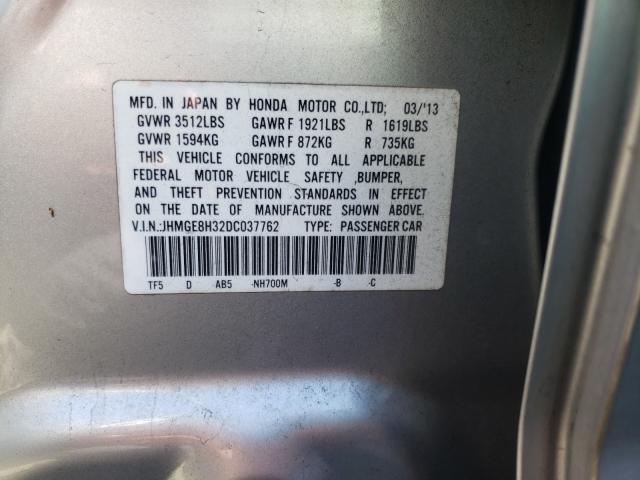 MFD. IN JAPAN BY HONDA MOTOR CO.,LTD; 03/'13
GVWR 3512LBS GAWR F 1921LBS R 1619LBS
GVWR 1594KG GAWR F 872KG R 735KG
THIS VEHICLE CONFORMS TO ALL APPLICABLE
FEDERAL MOTOR VEHICLE SAFETY ,BUMPER,
AND THEFT PREVENTION STANDARDS IN EFFECT
ON THE DATE OF MANUFACTURE SHOWN ABOVE.
V.I.N.:JHMGE8H32DC037762 TYPE: PASSENGER CAR
TF5 D AB5 -NH700M -B -C